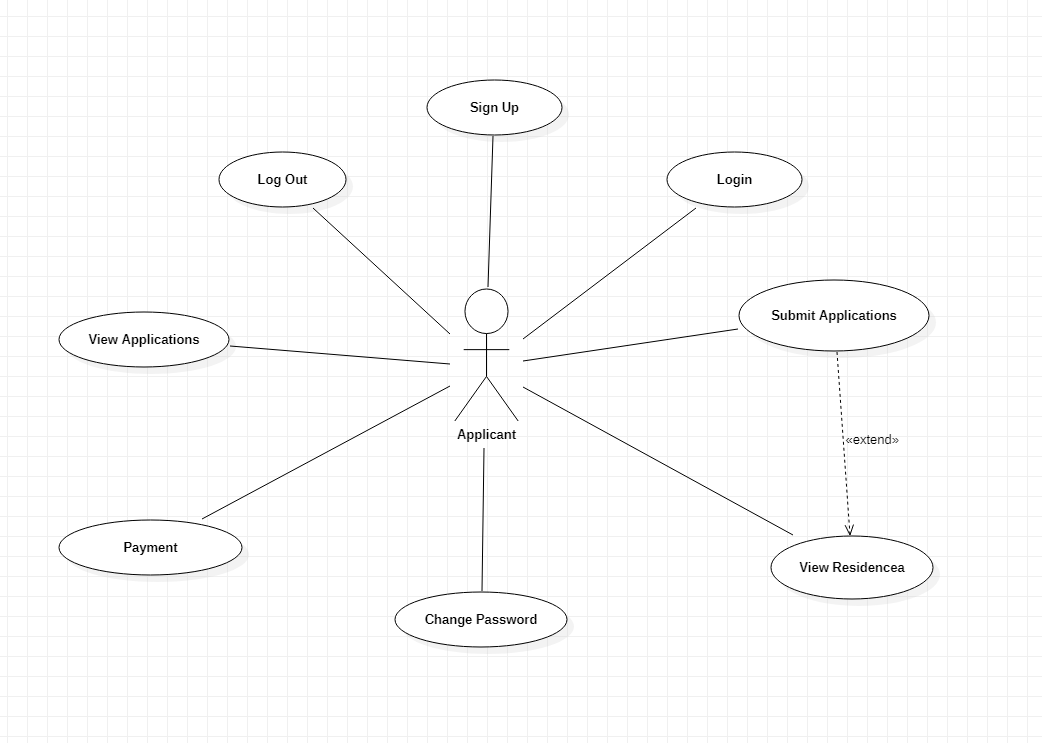 Sign Up
Log Out
Login
Submit Applications
View Applications
Applicant
«extend»
Payment
View Residencea
Change Password